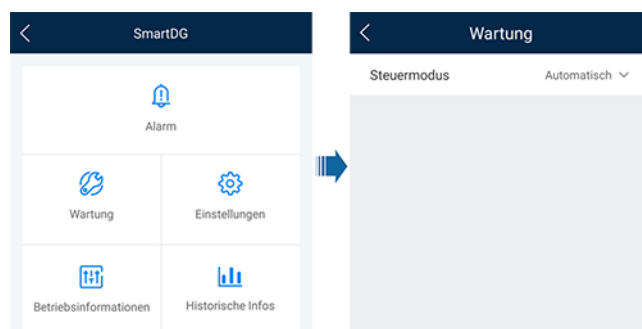 SmartDG
Alarm
Wartung
Einstellungen
Betriebsinformationen
Historische Infos
Wartung
Steuermodus
Automatisch